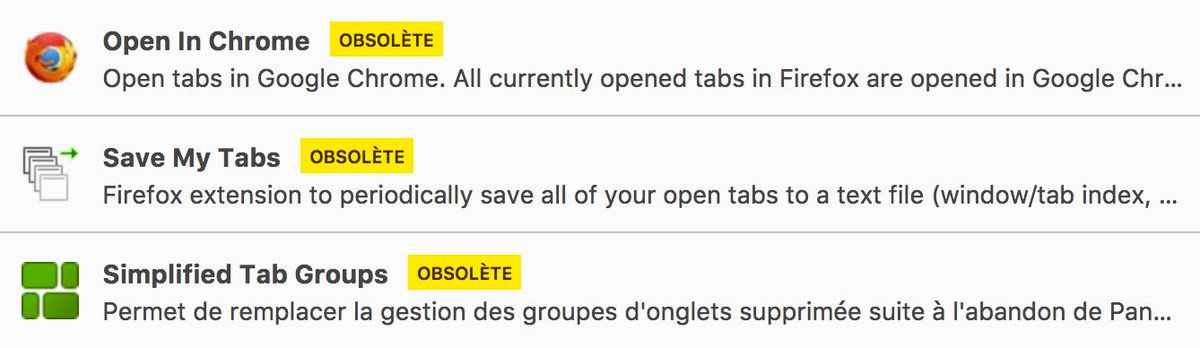 Open In Chrome OBSOLÈTE
Open tabs in Google Chrome. All currently opened tabs in Firefox are opened in Google Chr...
Save My Tabs OBSOLÈTE
Firefox extension to periodically save all of your open tabs to a text file (window/tab index, ...
Simplified Tab Groups OBSOLÈTE
Permet de remplacer la gestion des groupes d'onglets supprimée suite à l'abandon de Pan...